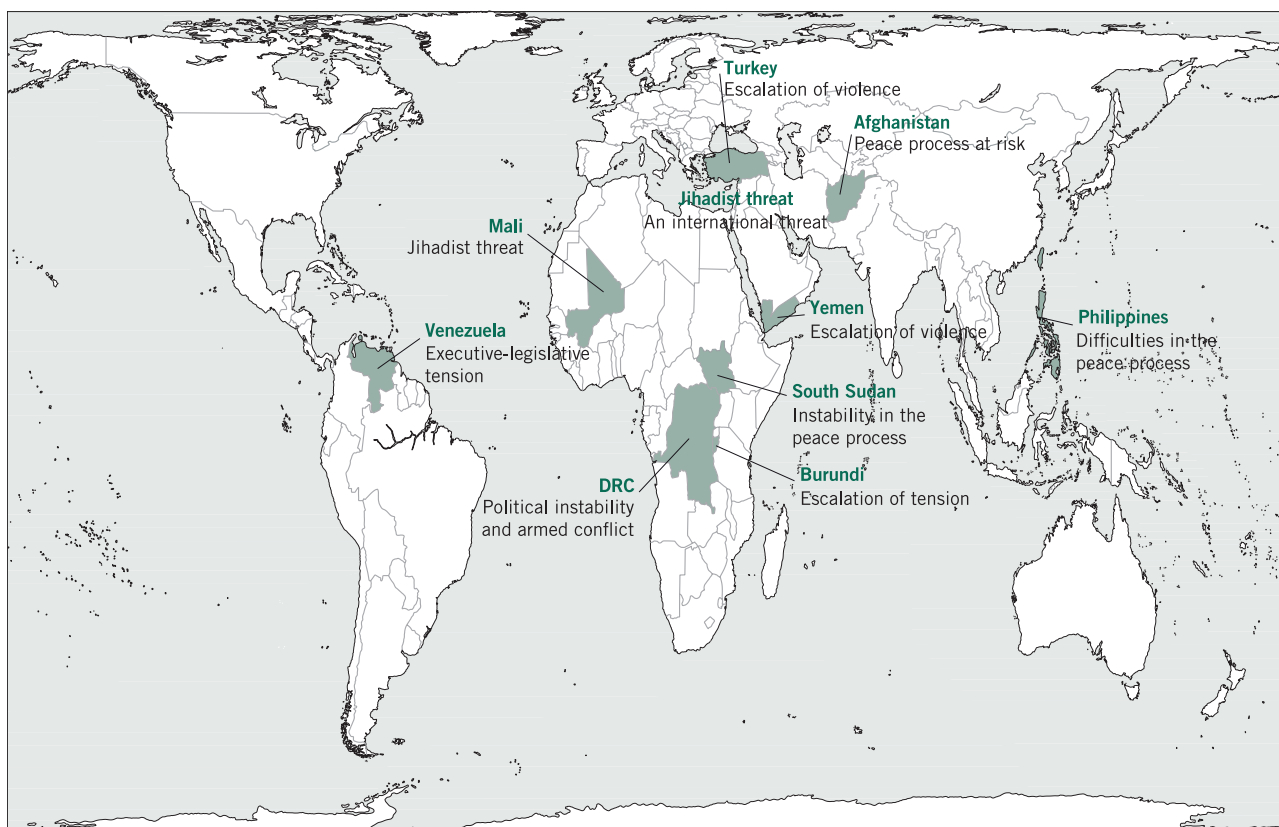 Turkey
Escalation of violence
Afghanistan
Peace process at risk
Jihadist threat
An international threat
Mali
Jihadist threat
Yemen
Escalation of violence
Philippines
Difficulties in the
peace process
Venezuela
Executive-legislative
tension
South Sudan
Instability in the
peace process
Burundi
Escalation of tension
DRC
Political instability
and armed conflict